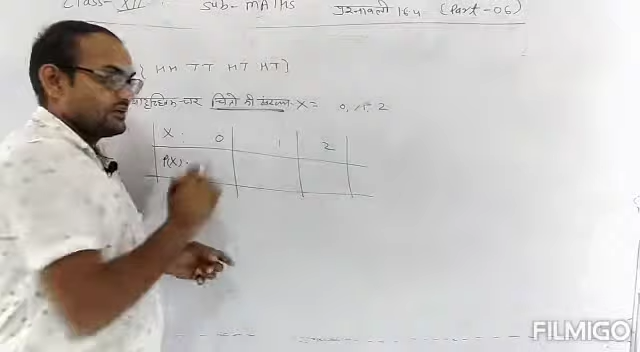 Class- XII Sub- MATHS प्रश्नावली 16.4 (Part-06)
{ HH TT HT HT}
यादृच्छिक चर चितों की संख्या X = 0, 1, 2
X : 0 1 2
P(X) :
FILMIGO